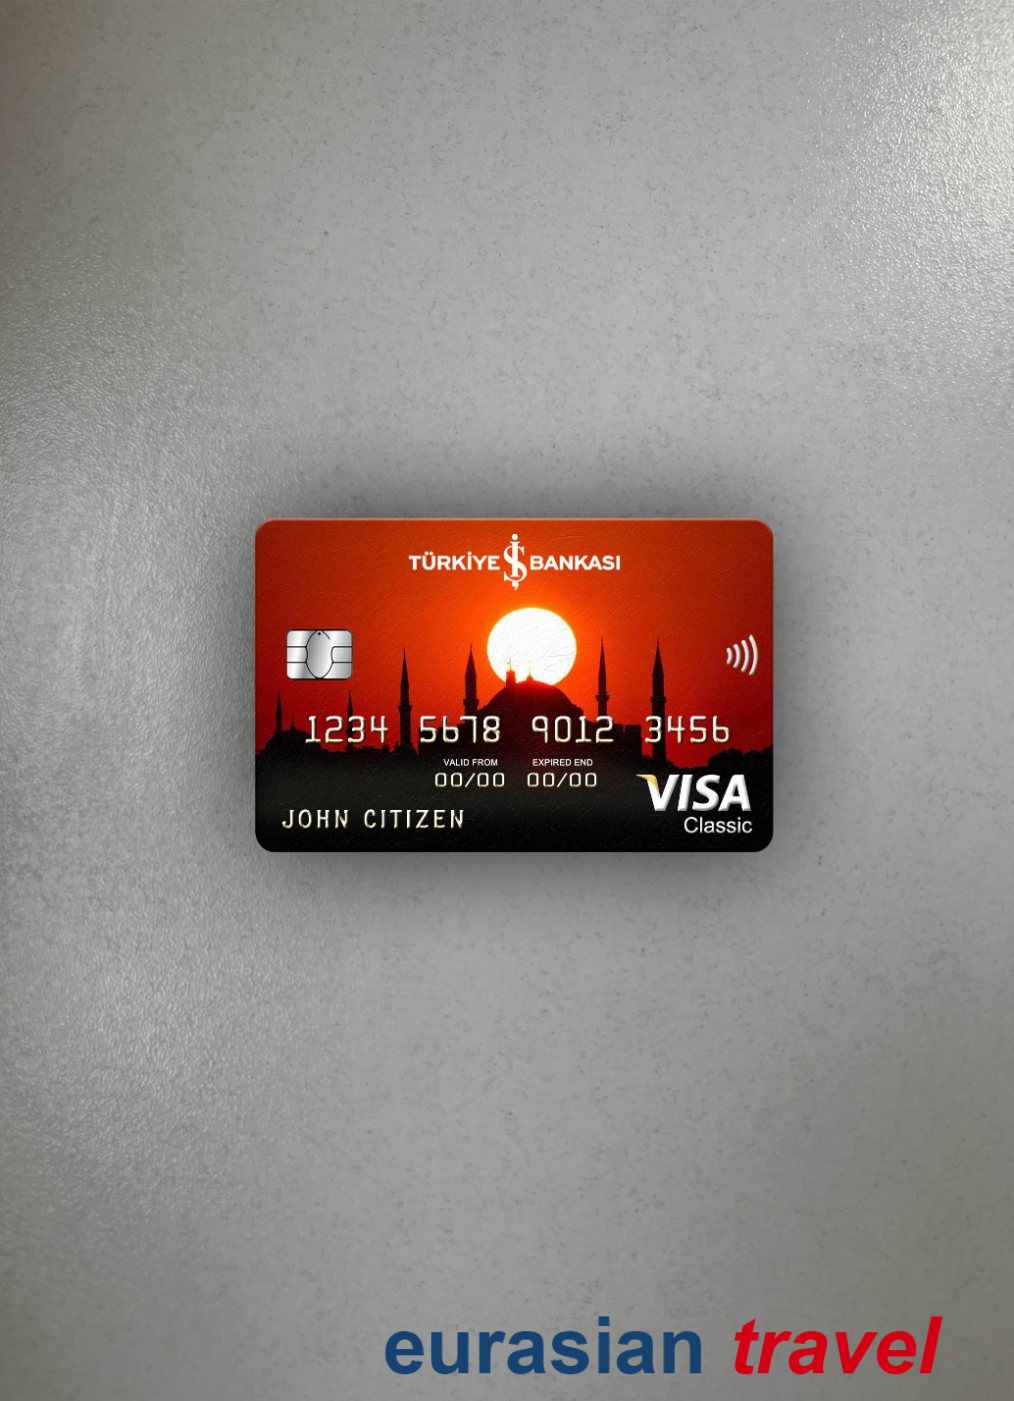 TÜRKİYE İŞ BANKASI
1234 5678 9012 3456
VALID FROM EXPIRED END
00/00 00/00
VISA
Classic
JOHN CITIZEN
eurasian travel